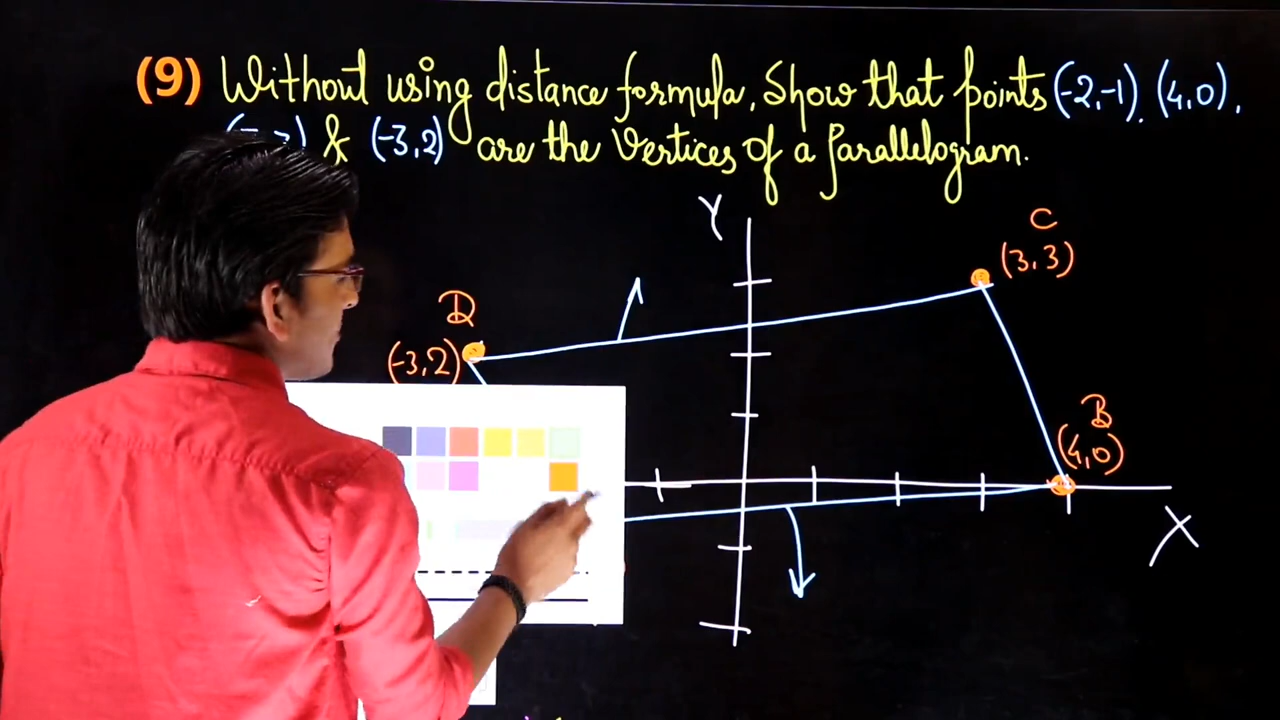 (9) Without using distance formula, Show that points (-2,-1), (4,0),
& (-3,2) are the Vertices of a Parallelogram.
Y
C
(3,3)
D
(-3,2)
B
(4,0)
X